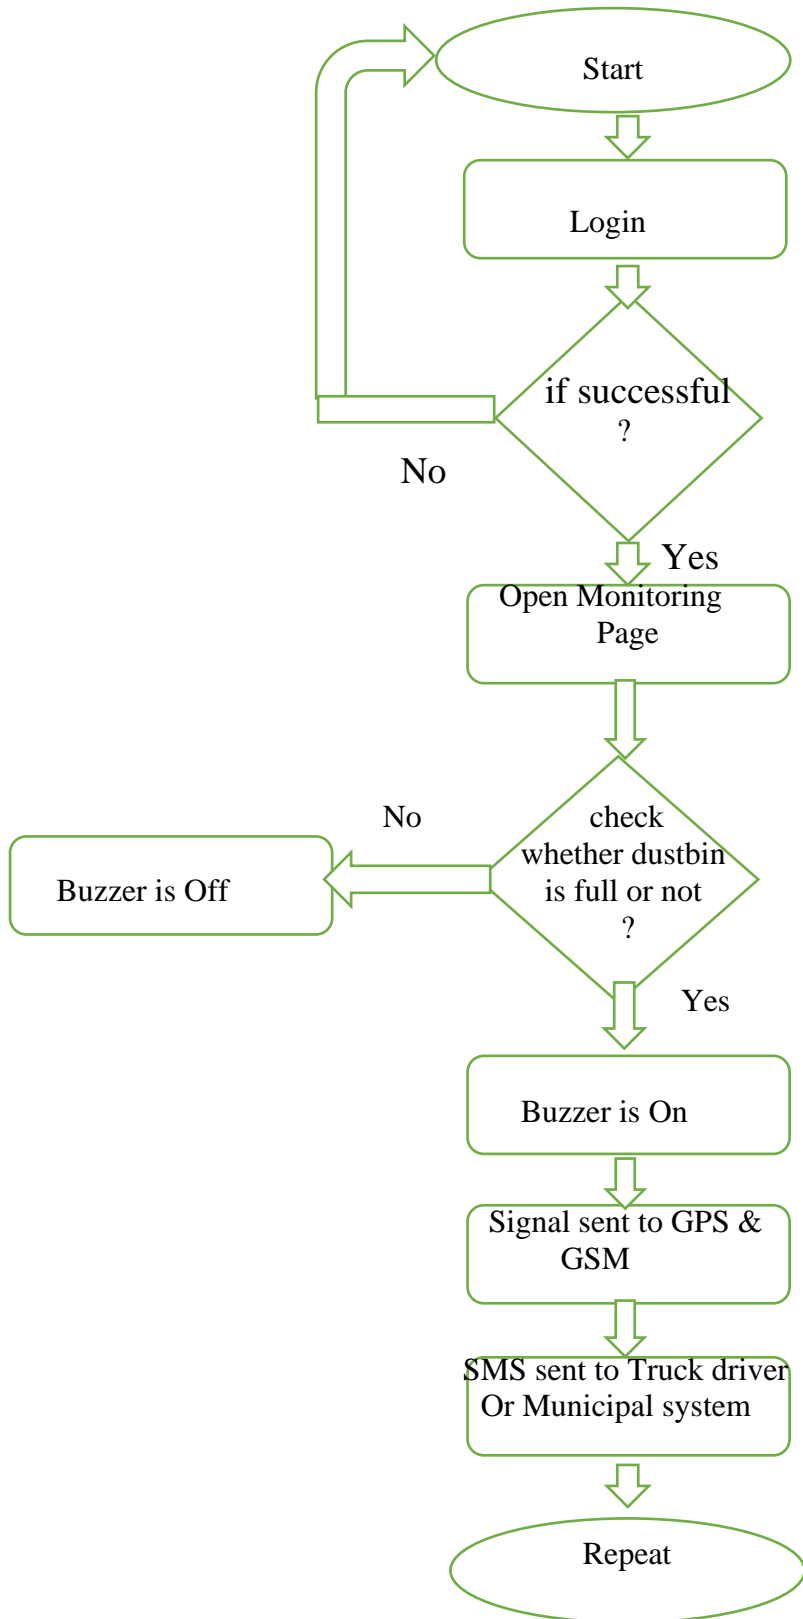 Start
Login
if successful
?
No
Yes
Open Monitoring
Page
No
check
whether dustbin
is full or not
?
Buzzer is Off
Yes
Buzzer is On
Signal sent to GPS &
GSM
SMS sent to Truck driver
Or Municipal system
Repeat